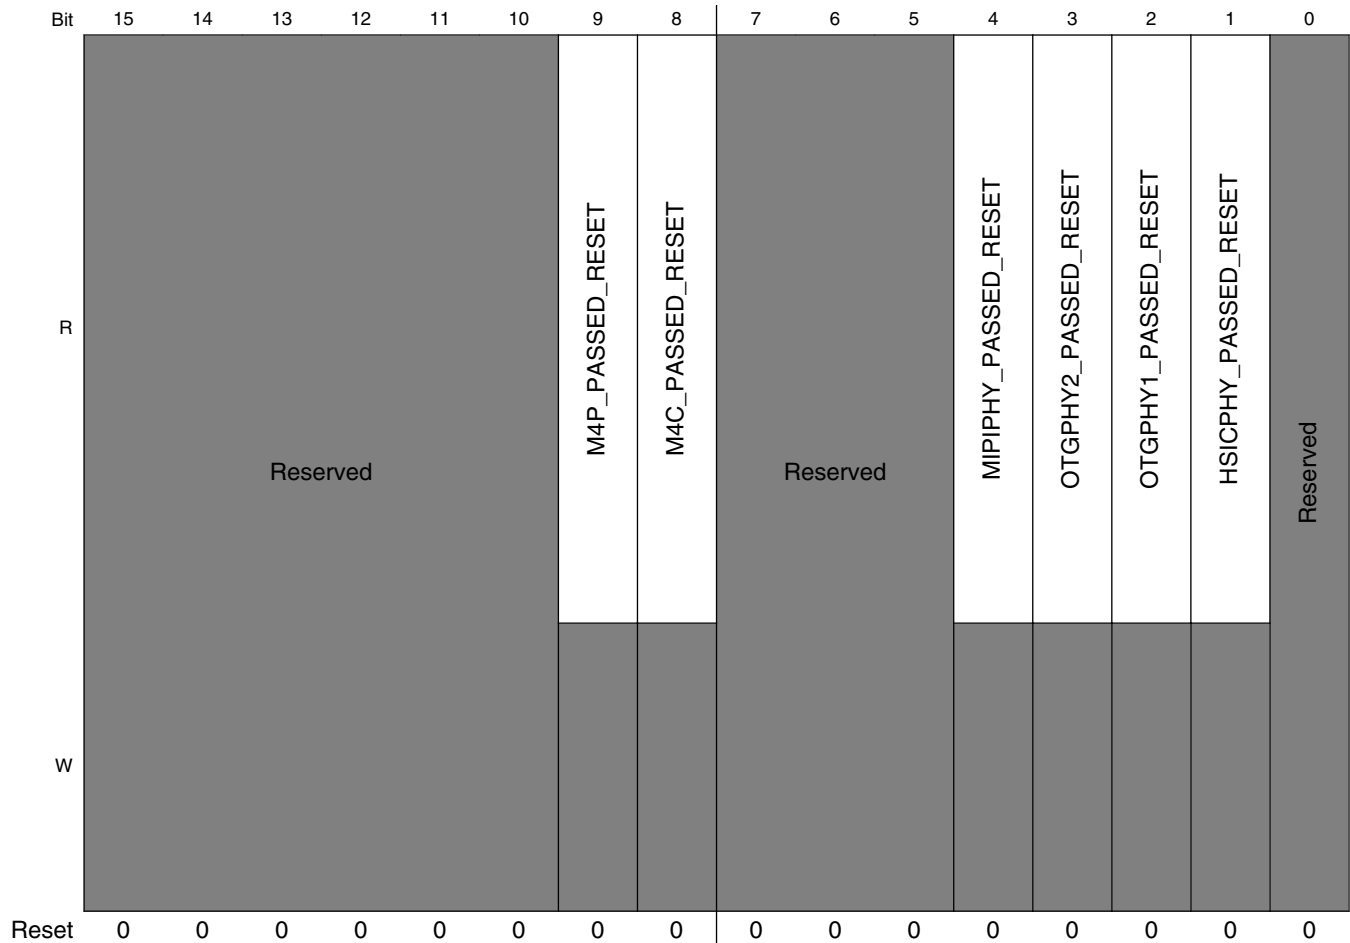 Bit 15 14 13 12 11 10 9 8 7 6 5 4 3 2 1 0
R
Reserved
M4P_PASSED_RESET
M4C_PASSED_RESET
Reserved
MIPIPHY_PASSED_RESET
OTGPHY2_PASSED_RESET
OTGPHY1_PASSED_RESET
HSICPHY_PASSED_RESET
Reserved
W
Reset 0 0 0 0 0 0 0 0 0 0 0 0 0 0 0 0